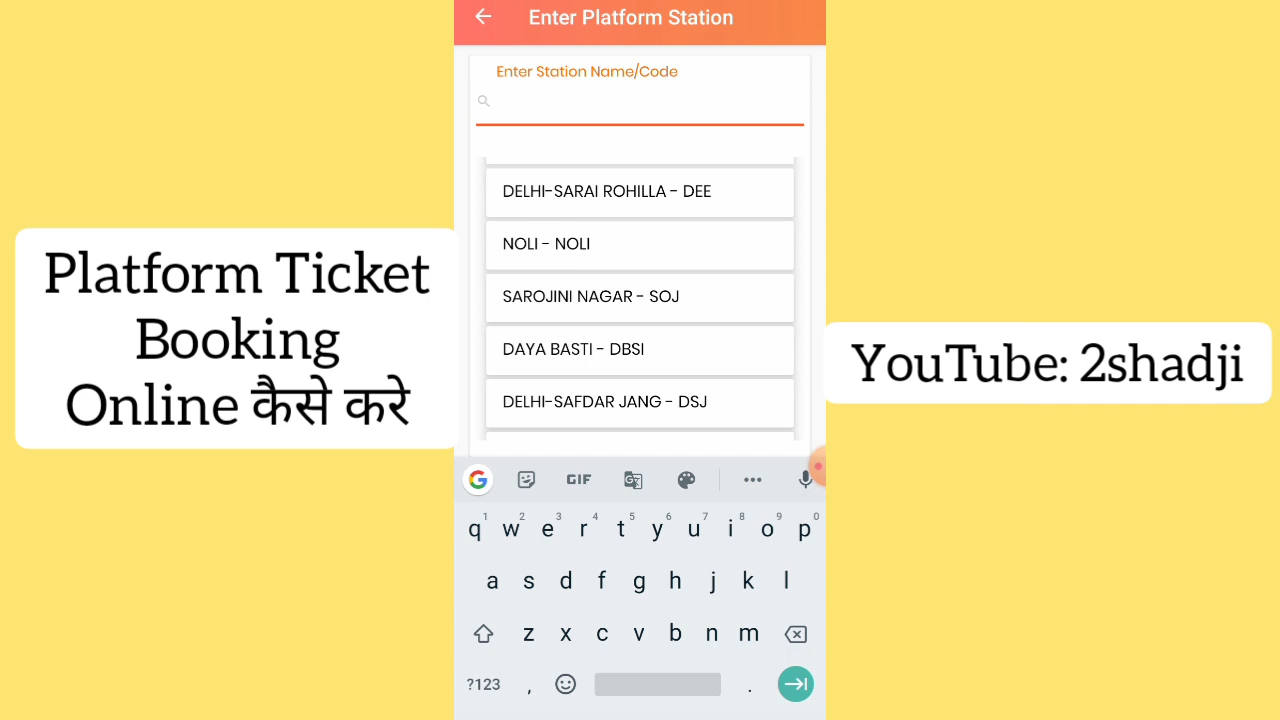 Enter Platform Station
Enter Station Name/Code
DELHI-SARAI ROHILLA - DEE
NOLI - NOLI
SAROJINI NAGAR - SOJ
DAYA BASTI - DBSI
DELHI-SAFDAR JANG - DSJ
Platform Ticket
Booking
Online कैसे करे
YouTube: 2shadji
G GIF G
1 2 3 4 5 6 7 8 9 0
q w e r t y u i o p
a s d f g h j k l
z x c v b n m
?123 , .